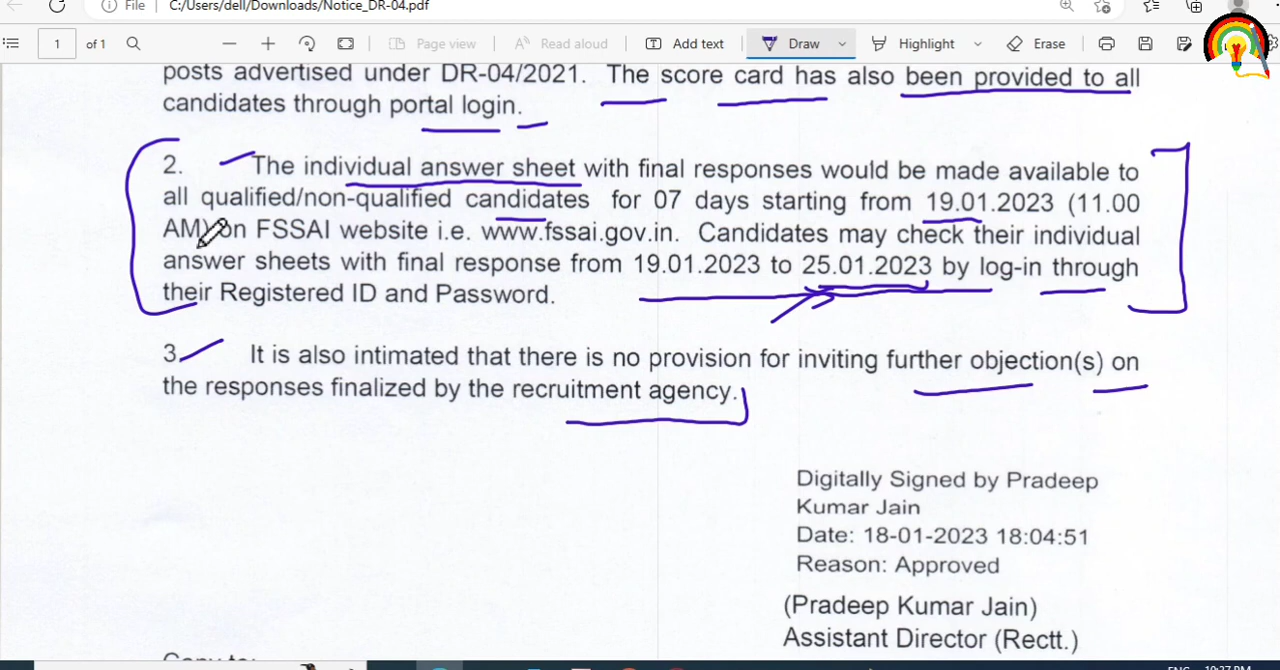 File
C:/Users/dell/Downloads/Notice_DR-04.pdf
1 of 1
Page view
Read aloud
Add text
Draw
Highlight
Erase
posts advertised under DR-04/2021. The score card has also been provided to all
candidates through portal login.
2. The individual answer sheet with final responses would be made available to
all qualified/non-qualified candidates for 07 days starting from 19.01.2023 (11.00
AM) on FSSAI website i.e. www.fssai.gov.in. Candidates may check their individual
answer sheets with final response from 19.01.2023 to 25.01.2023 by log-in through
their Registered ID and Password.
3. It is also intimated that there is no provision for inviting further objection(s) on
the responses finalized by the recruitment agency.
Digitally Signed by Pradeep
Kumar Jain
Date: 18-01-2023 18:04:51
Reason: Approved
(Pradeep Kumar Jain)
Assistant Director (Rectt.)